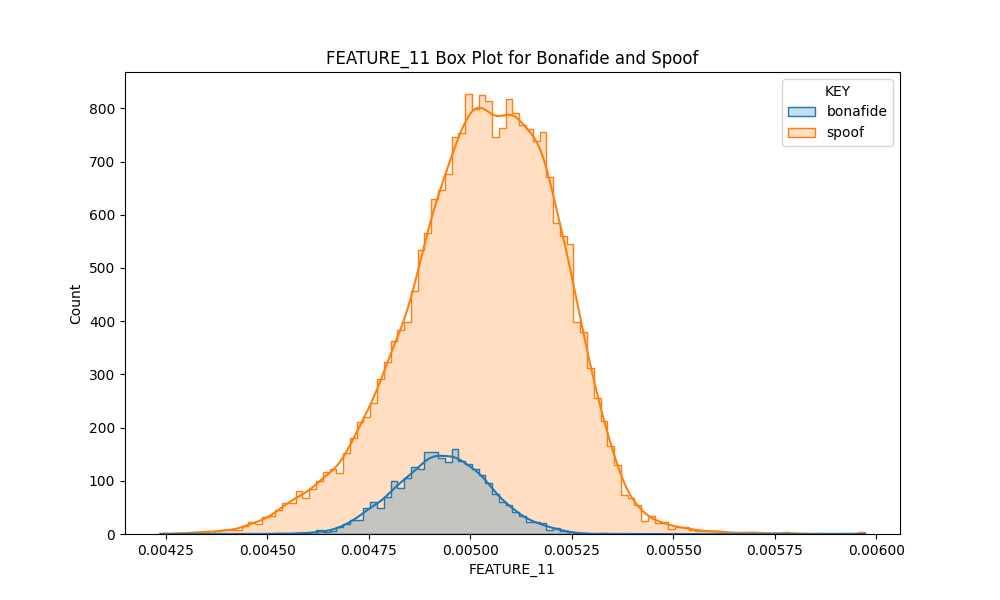 FEATURE_11 Box Plot for Bonafide and Spoof
KEY
bonafide
spoof
Count
800
700
600
500
400
300
200
100
0
0.00425
0.00450
0.00475
0.00500
0.00525
0.00550
0.00575
0.00600
FEATURE_11